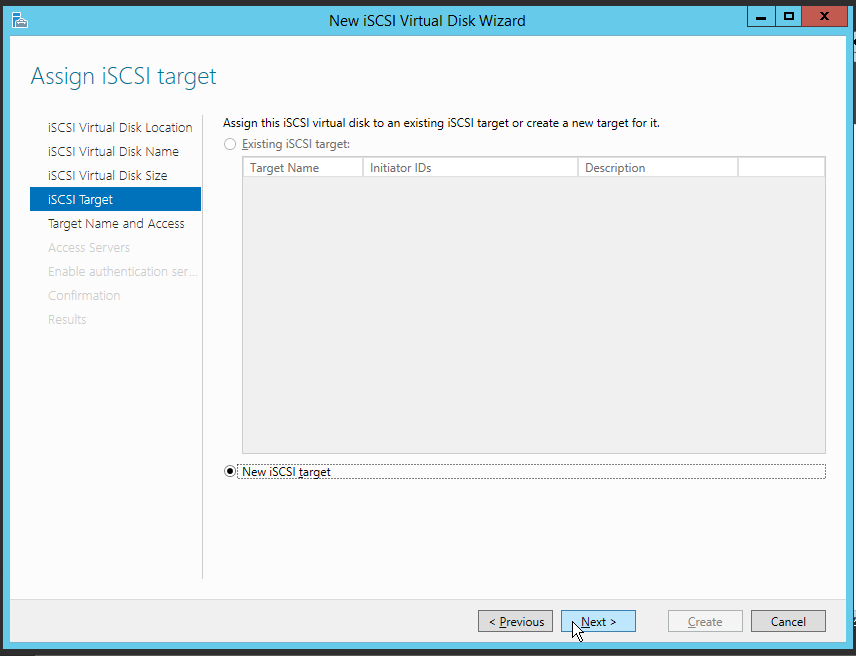 New iSCSI Virtual Disk Wizard
Assign iSCSI target
iSCSI Virtual Disk Location
iSCSI Virtual Disk Name
iSCSI Virtual Disk Size
iSCSI Target
Target Name and Access
Access Servers
Enable authentication ser...
Confirmation
Results
Assign this iSCSI virtual disk to an existing iSCSI target or create a new target for it.
Existing iSCSI target:
Target Name Initiator IDs Description
New iSCSI target
< Previous Next > Create Cancel